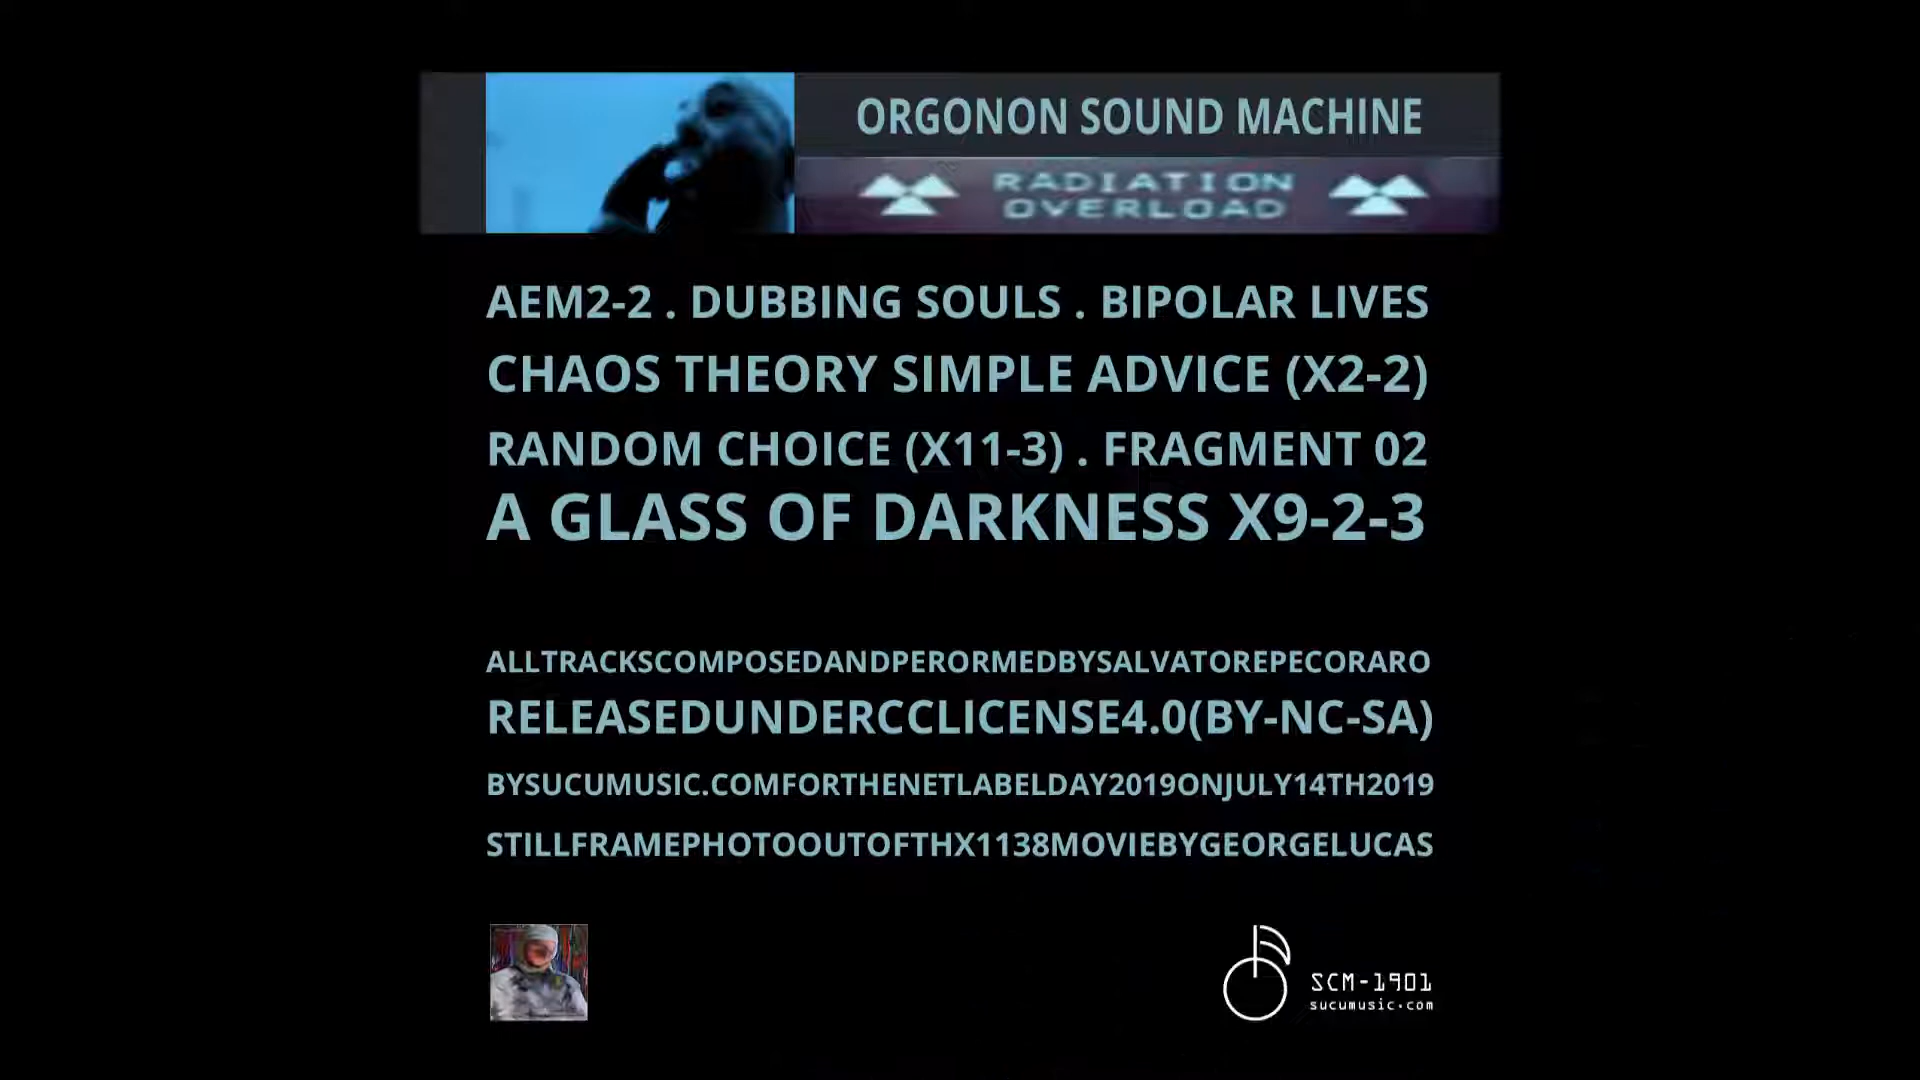 ORGONON SOUND MACHINE
RADIATION
OVERLOAD
AEM2-2 . DUBBING SOULS . BIPOLAR LIVES
CHAOS THEORY SIMPLE ADVICE (X2-2)
RANDOM CHOICE (X11-3) . FRAGMENT 02
A GLASS OF DARKNESS X9-2-3
ALLTRACKSCOMPOSEDANDPERORMEDBYSALVATOREPECORARO
RELEASEDUNDERCCLICENSE4.0(BY-NC-SA)
BYSUCUMUSIC.COMFORTHENETLABELDAY2019ONJULY14TH2019
STILLFRAMEPHOTOOUTOFTHX1138MOVIEBYGEORGELUCAS
SCM-1901
sucumusic.com